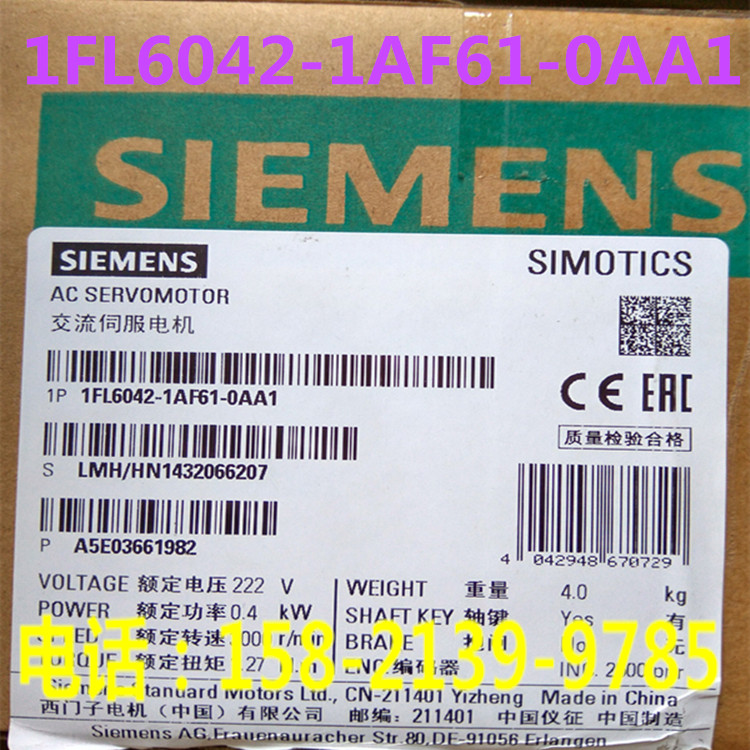 1FL6042-1AF61-0AA1
SIEMENS
SIEMENS
SIMOTICS
AC SERVOMOTOR
交流伺服电机
1P 1FL6042-1AF61-0AA1
CE EAC
质量检验合格
S LMH/HN1432066207
P A5E03661982
4 042948 670729
VOLTAGE 额定电压 222 V
WEIGHT 重量 4.0 kg
POWER 额定功率 0.4 kW
SHAFT KEY 轴键 Yes 有
额定转速 r/min
BRAKE
电话：158-2139-9785
额定扭矩
ENC 编码器
Siemens Standard Motors Ltd., CN-211401 Yizheng Made in China
西门子电机（中国）有限公司 邮编：211401 中国仪征 中国制造
Siemens AG, Frauenauracher Str.80, DE-91056 Erlangen